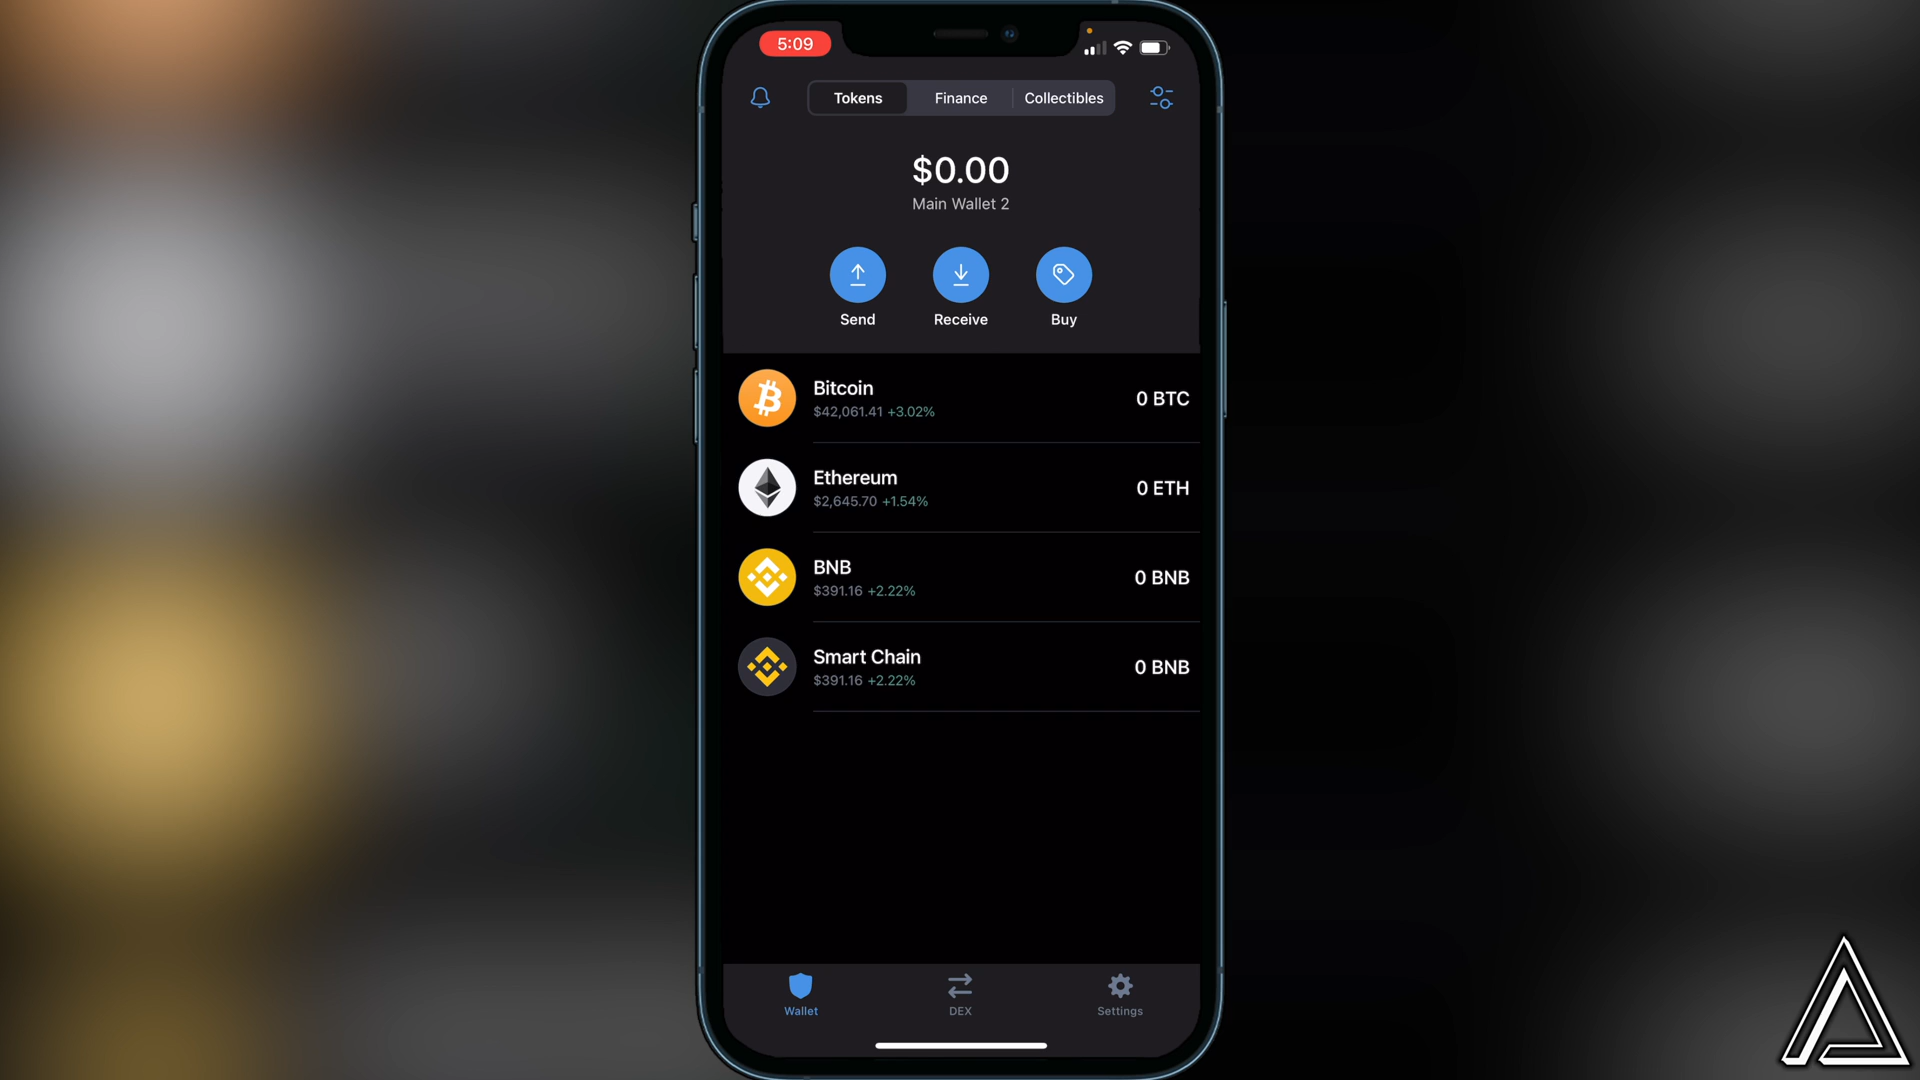 5:09
Tokens Finance Collectibles
$0.00
Main Wallet 2
Send Receive Buy
Bitcoin
$42,061.41 +3.02%
0 BTC
Ethereum
$2,645.70 +1.54%
0 ETH
BNB
$391.16 +2.22%
0 BNB
Smart Chain
$391.16 +2.22%
0 BNB
Wallet DEX Settings